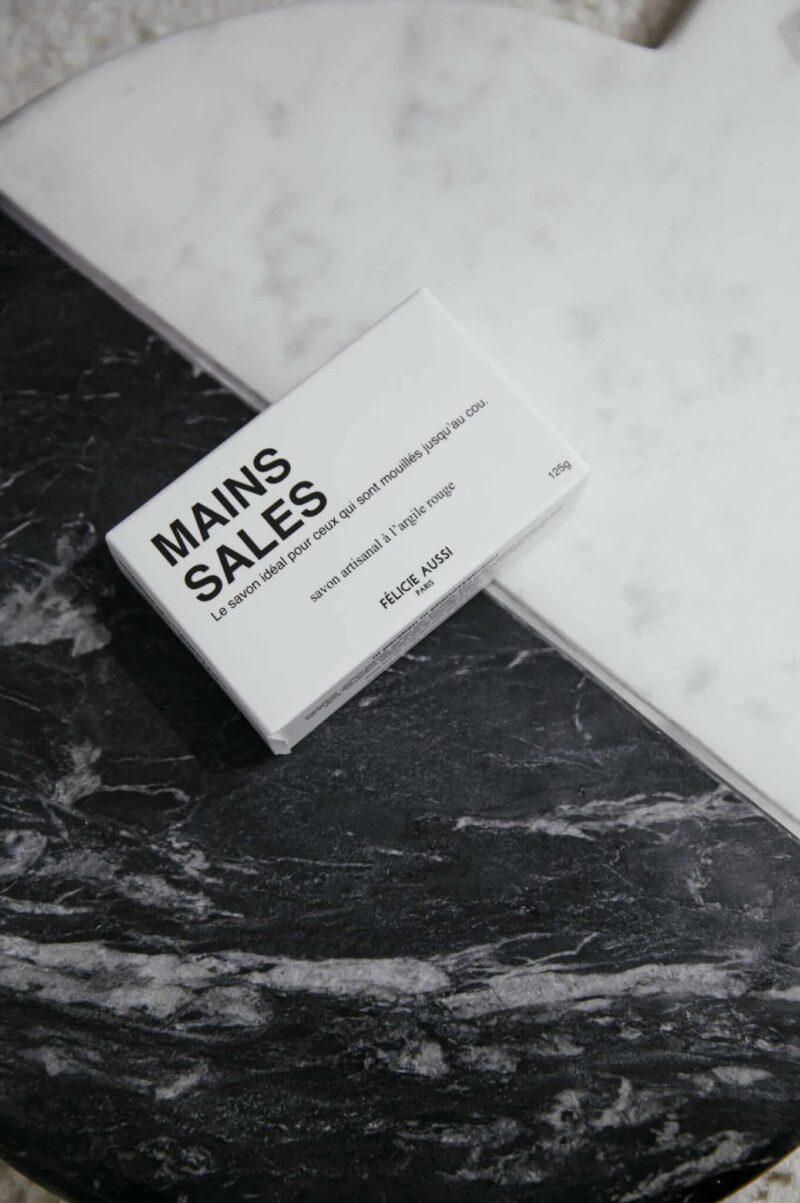 MAINS
SALES
Le savon idéal pour ceux qui sont mouillés jusqu'au cou.
savon artisanal à l'argile rouge
125g
FÉLICIE AUSSI
PARIS